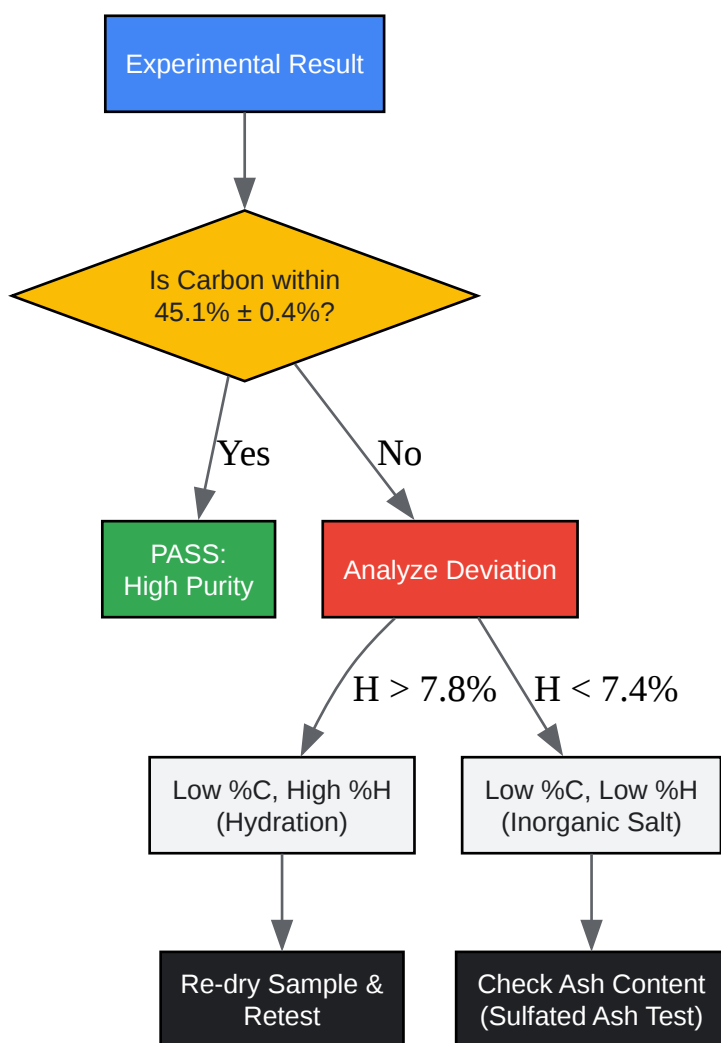 Experimental Result
Is Carbon within
45.1% ± 0.4%?
Yes
No
PASS:
High Purity
Analyze Deviation
H > 7.8%
H < 7.4%
Low %C, High %H
(Hydration)
Low %C, Low %H
(Inorganic Salt)
Re-dry Sample &
Retest
Check Ash Content
(Sulfated Ash Test)